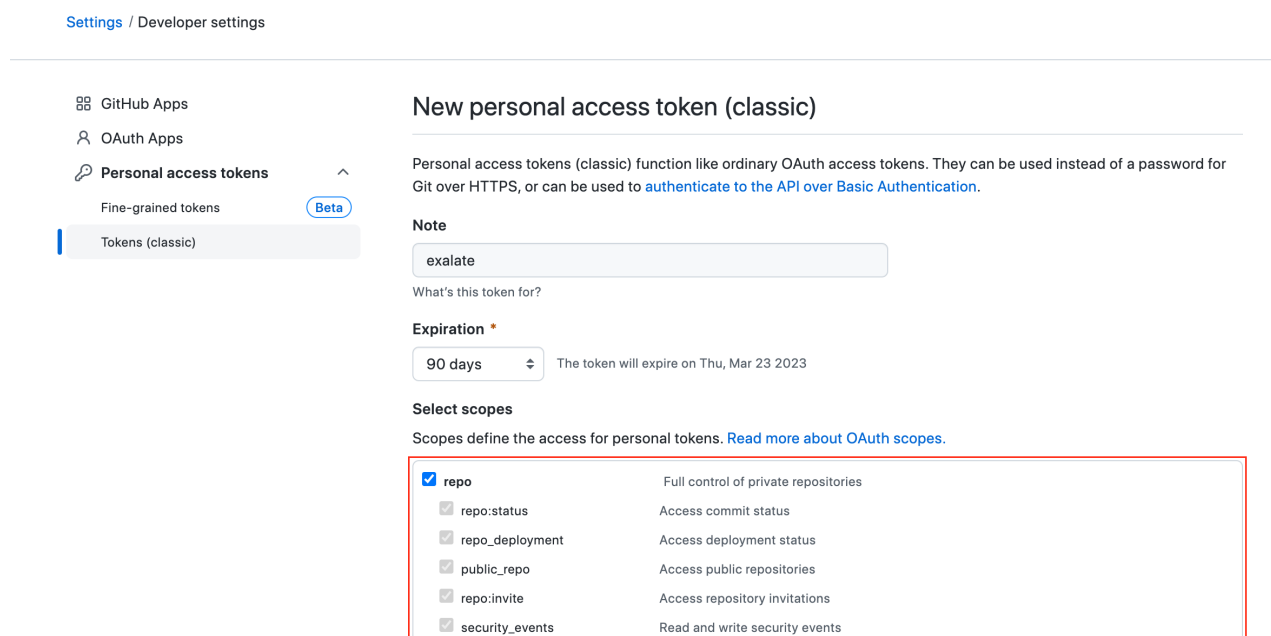 Settings / Developer settings
GitHub Apps
OAuth Apps
Personal access tokens
Fine-grained tokens Beta
Tokens (classic)
New personal access token (classic)
Personal access tokens (classic) function like ordinary OAuth access tokens. They can be used instead of a password for
Git over HTTPS, or can be used to authenticate to the API over Basic Authentication.
Note
exalate
What's this token for?
Expiration *
90 days The token will expire on Thu, Mar 23 2023
Select scopes
Scopes define the access for personal tokens. Read more about OAuth scopes.
repo Full control of private repositories
repo:status Access commit status
repo_deployment Access deployment status
public_repo Access public repositories
repo:invite Access repository invitations
security_events Read and write security events